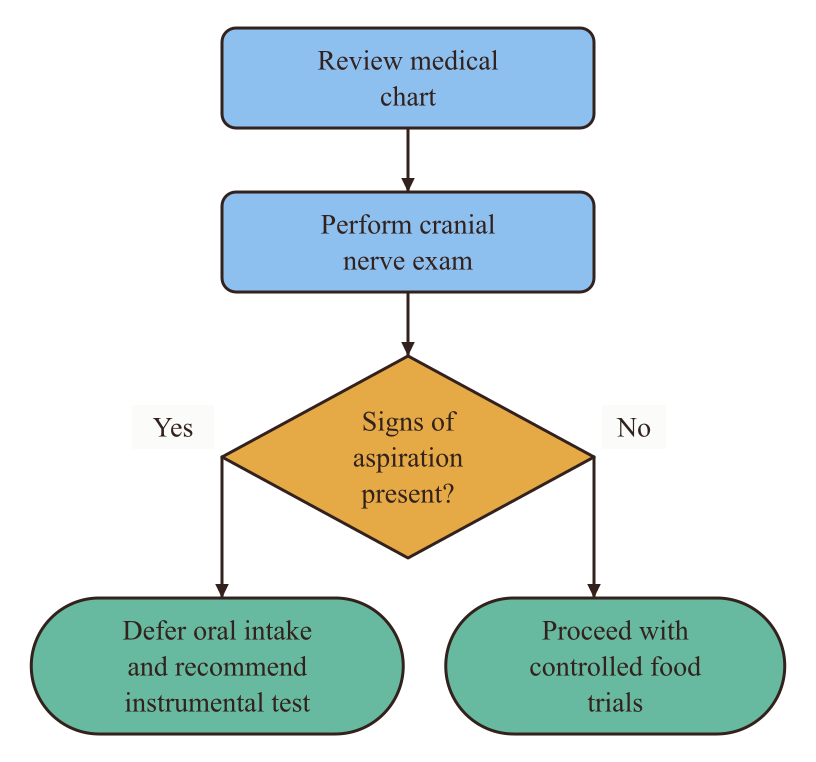 Review medical
chart
Perform cranial
nerve exam
Signs of
aspiration
present?
Yes
No
Defer oral intake
and recommend
instrumental test
Proceed with
controlled food
trials